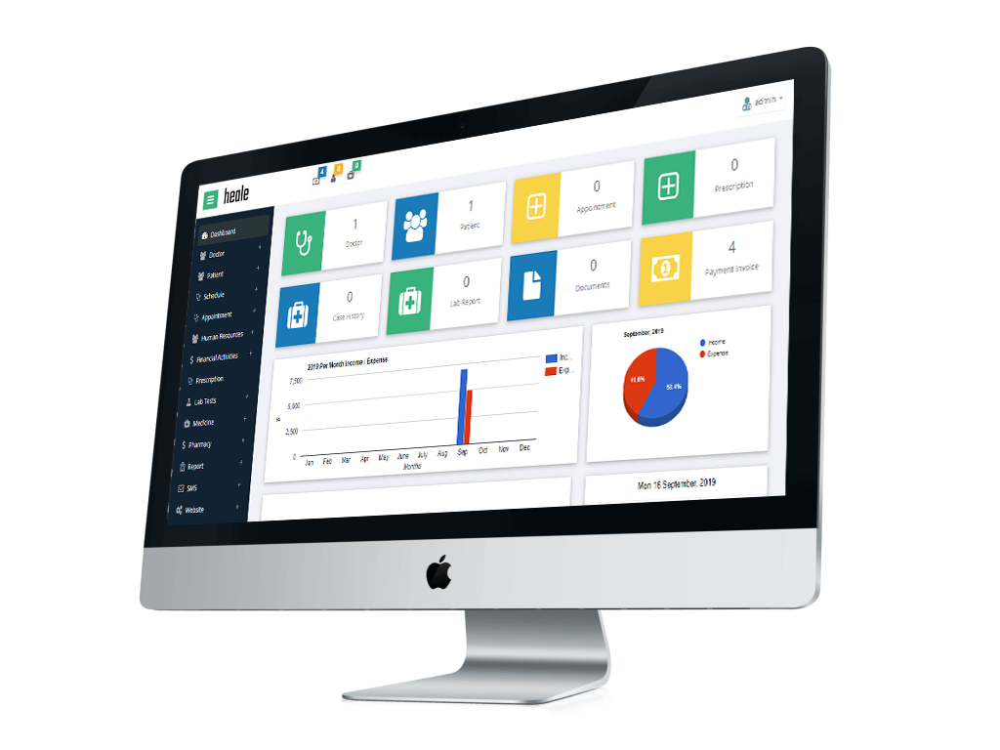 admin
4
0
0
heale
Dashboard
Doctor
Patient
Schedule
Appointment
Human Resources
Financial Activities
Prescription
Lab Tests
Medicine
Pharmacy
Report
SMS
Website
1
Doctor
1
Patient
0
Appointment
0
Prescription
0
Case History
0
Lab Report
0
Documents
4
Payment Invoice
2019 Per Month Income / Expense
7,500
5,000
2,500
0
Jan Feb Mar Apr May June July Aug Sep Oct Nov Dec
Months
Inc...
Exp...
September, 2019
Income
Expense
41.6%
58.4%
Mon 16 September, 2019